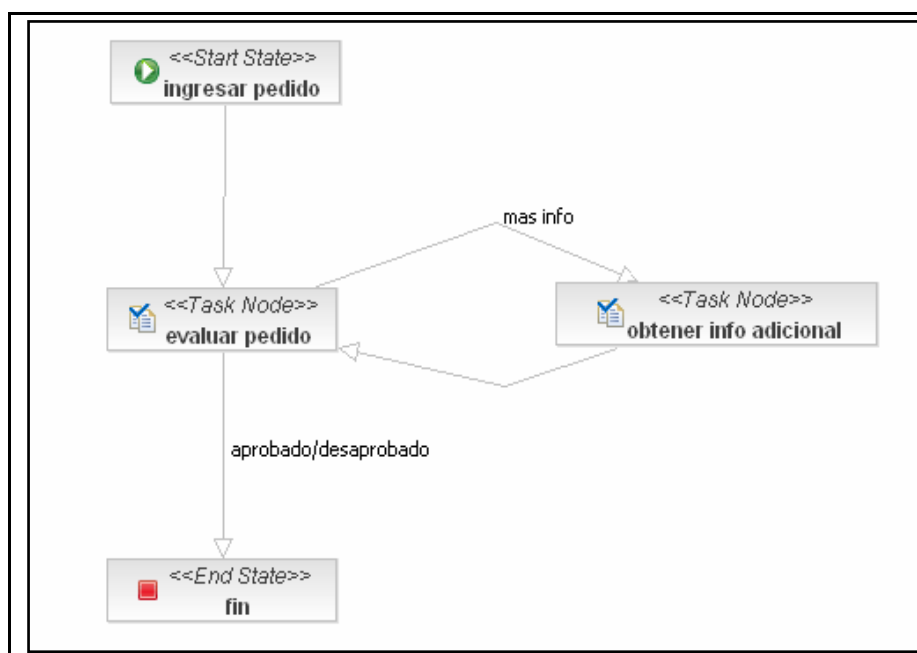 <<Start State>>
ingresar pedido
mas info
<<Task Node>>
evaluar pedido
<<Task Node>>
obtener info adicional
aprobado/desaprobado
<<End State>>
fin